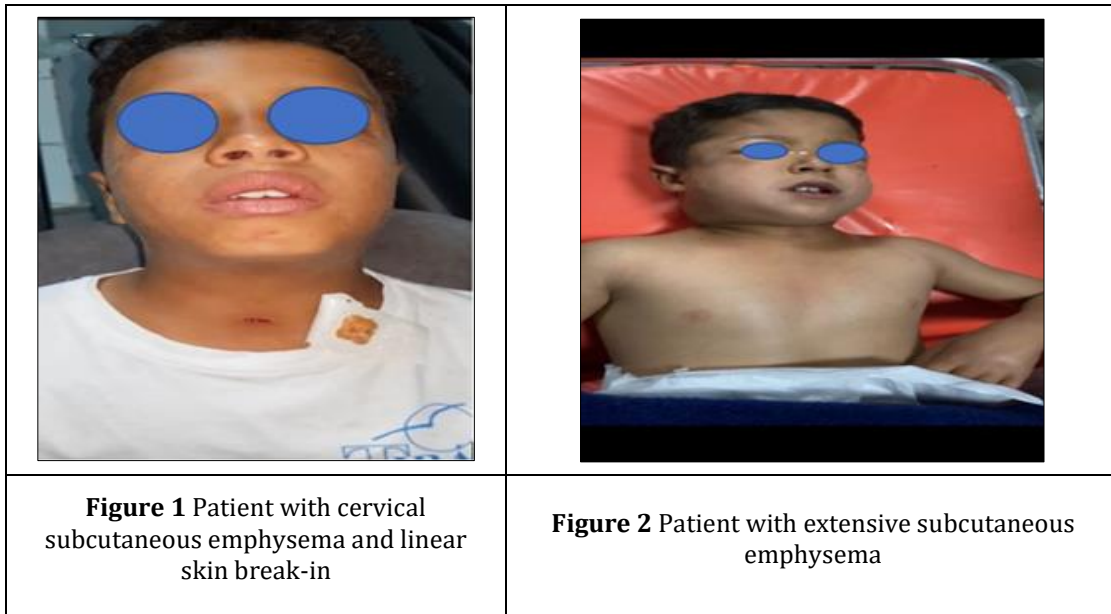 Figure 1 Patient with cervical
subcutaneous emphysema and linear
skin break-in
Figure 2 Patient with extensive subcutaneous
emphysema